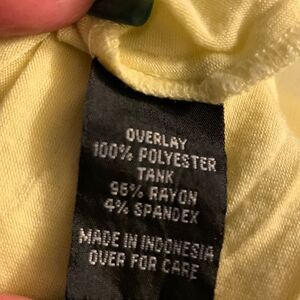 OVERLAY
100% POLYESTER
TANK
96% RAYON
4% SPANDEX
MADE IN INDONESIA
OVER FOR CARE